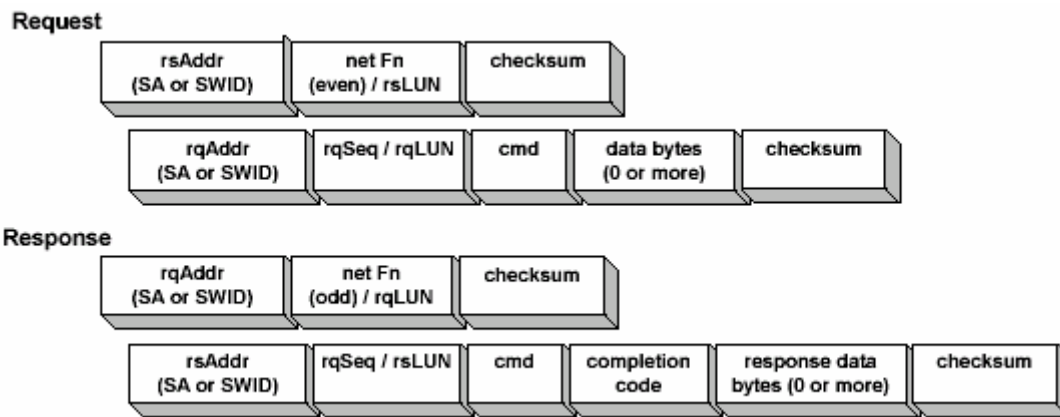 Request
rsAddr
(SA or SWID)
net Fn
(even) / rsLUN
checksum
rqAddr
(SA or SWID)
rqSeq / rqLUN
cmd
data bytes
(0 or more)
checksum
Response
rqAddr
(SA or SWID)
net Fn
(odd) / rqLUN
checksum
rsAddr
(SA or SWID)
rqSeq / rsLUN
cmd
completion
code
response data
bytes (0 or more)
checksum